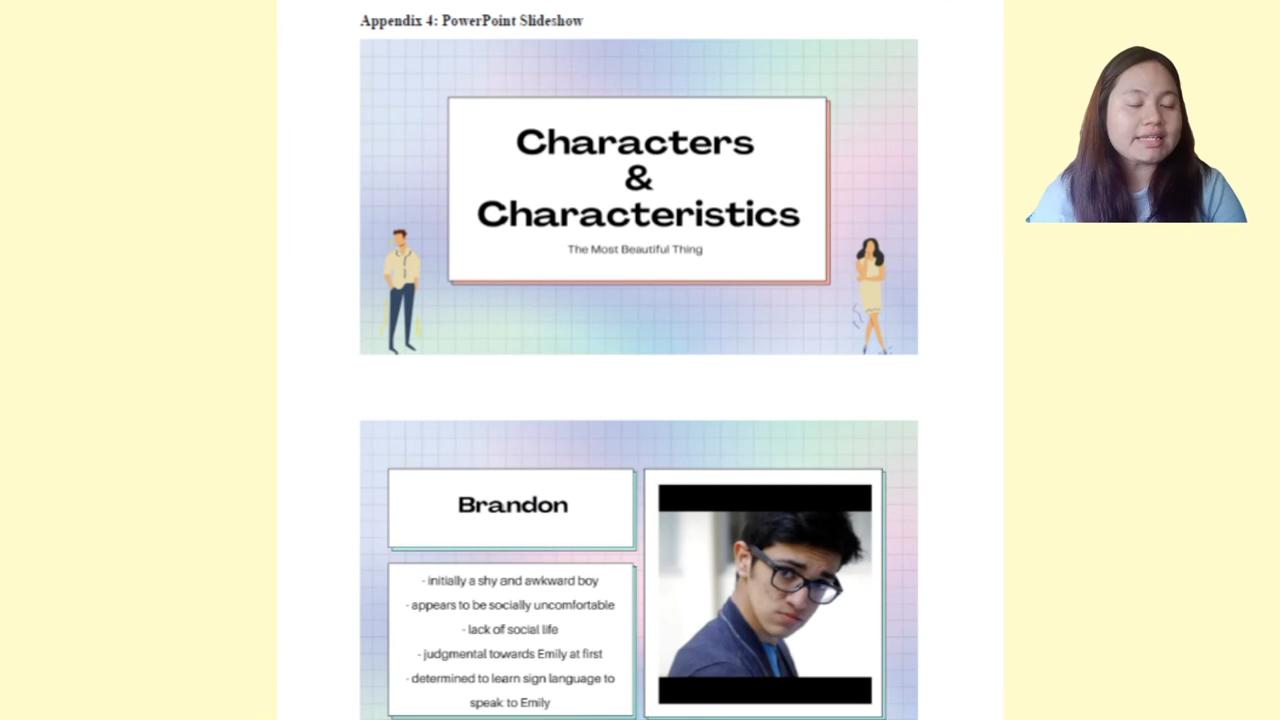 Appendix 4: PowerPoint Slideshow
Characters
&
Characteristics
The Most Beautiful Thing
Brandon
- initially a shy and awkward boy
- appears to be socially uncomfortable
- lack of social life
- judgmental towards Emily at first
- determined to learn sign language to
speak to Emily